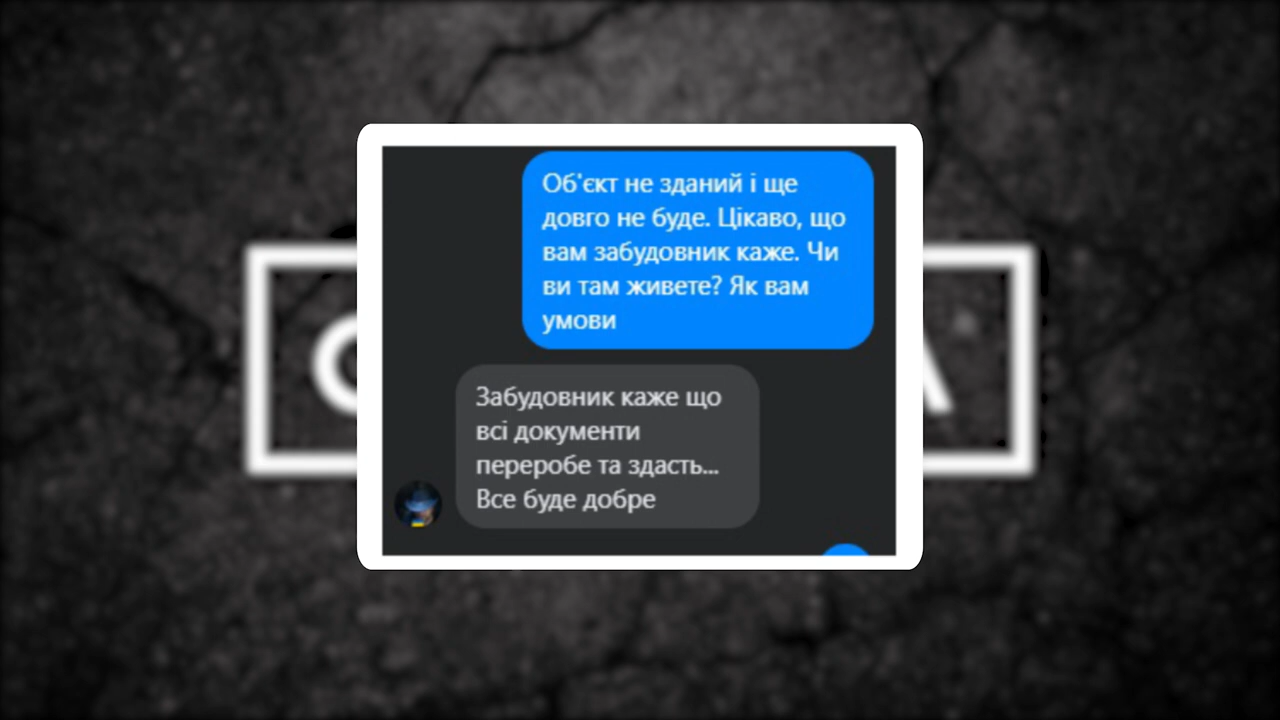 Об'єкт не зданий і ще
довго не буде. Цікаво, що
вам забудовник каже. Чи
ви там живете? Як вам
умови
Забудовник каже що
всі документи
переробе та здасть...
Все буде добре